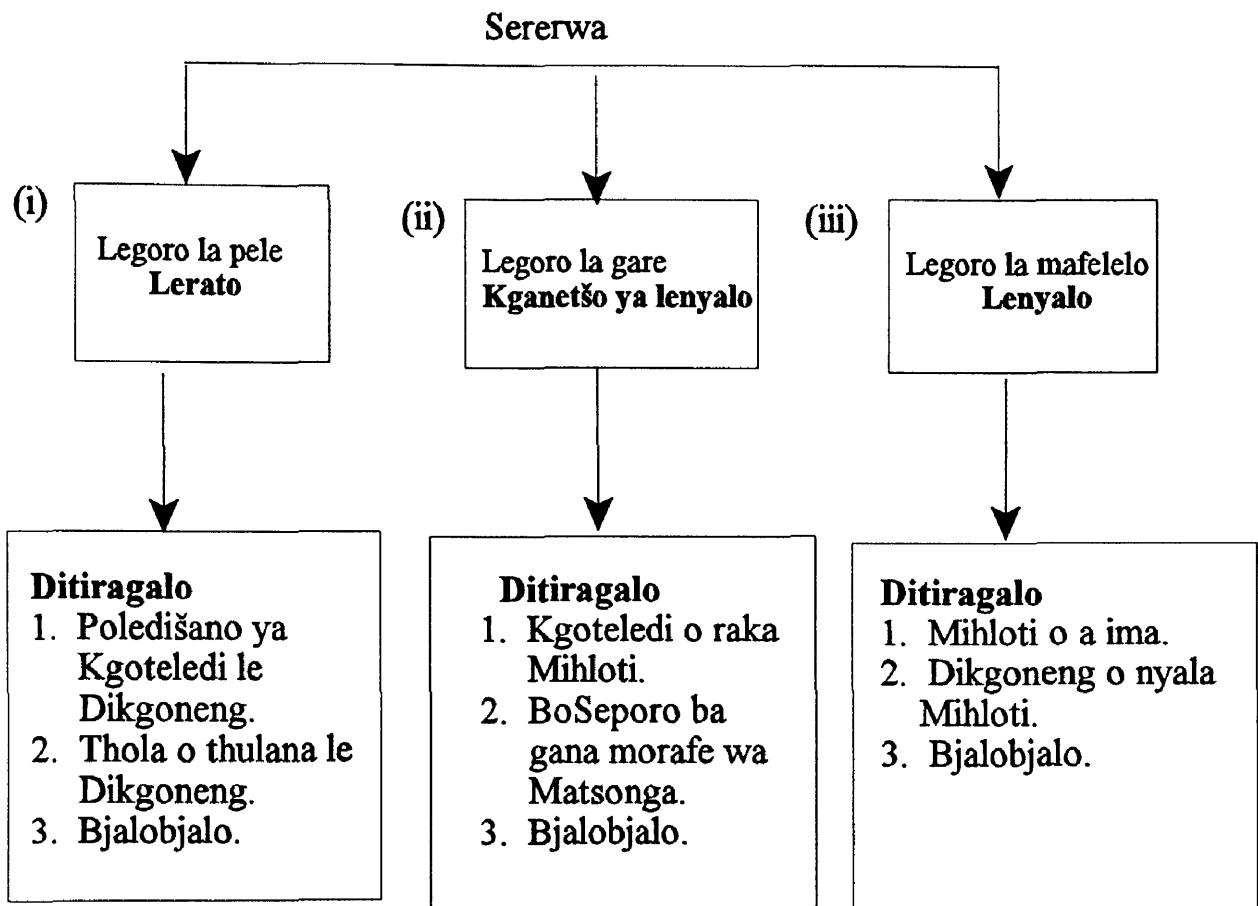 Sererwa
(i)
Legoro la pele
Lerato
(ii)
Legoro la gare
Kganetšo ya lenyalo
(iii)
Legoro la mafelelo
Lenyalo
Ditiragalo
1. Poledišano ya
Kgoteledi le
Dikgoneng.
2. Thola o thulana le
Dikgoneng.
3. Bjalobjalo.
Ditiragalo
1. Kgoteledi o raka
Mihloti.
2. BoSeporo ba
gana morafe wa
Matsonga.
3. Bjalobjalo.
Ditiragalo
1. Mihloti o a ima.
2. Dikgoneng o nyala
Mihloti.
3. Bjalobjalo.